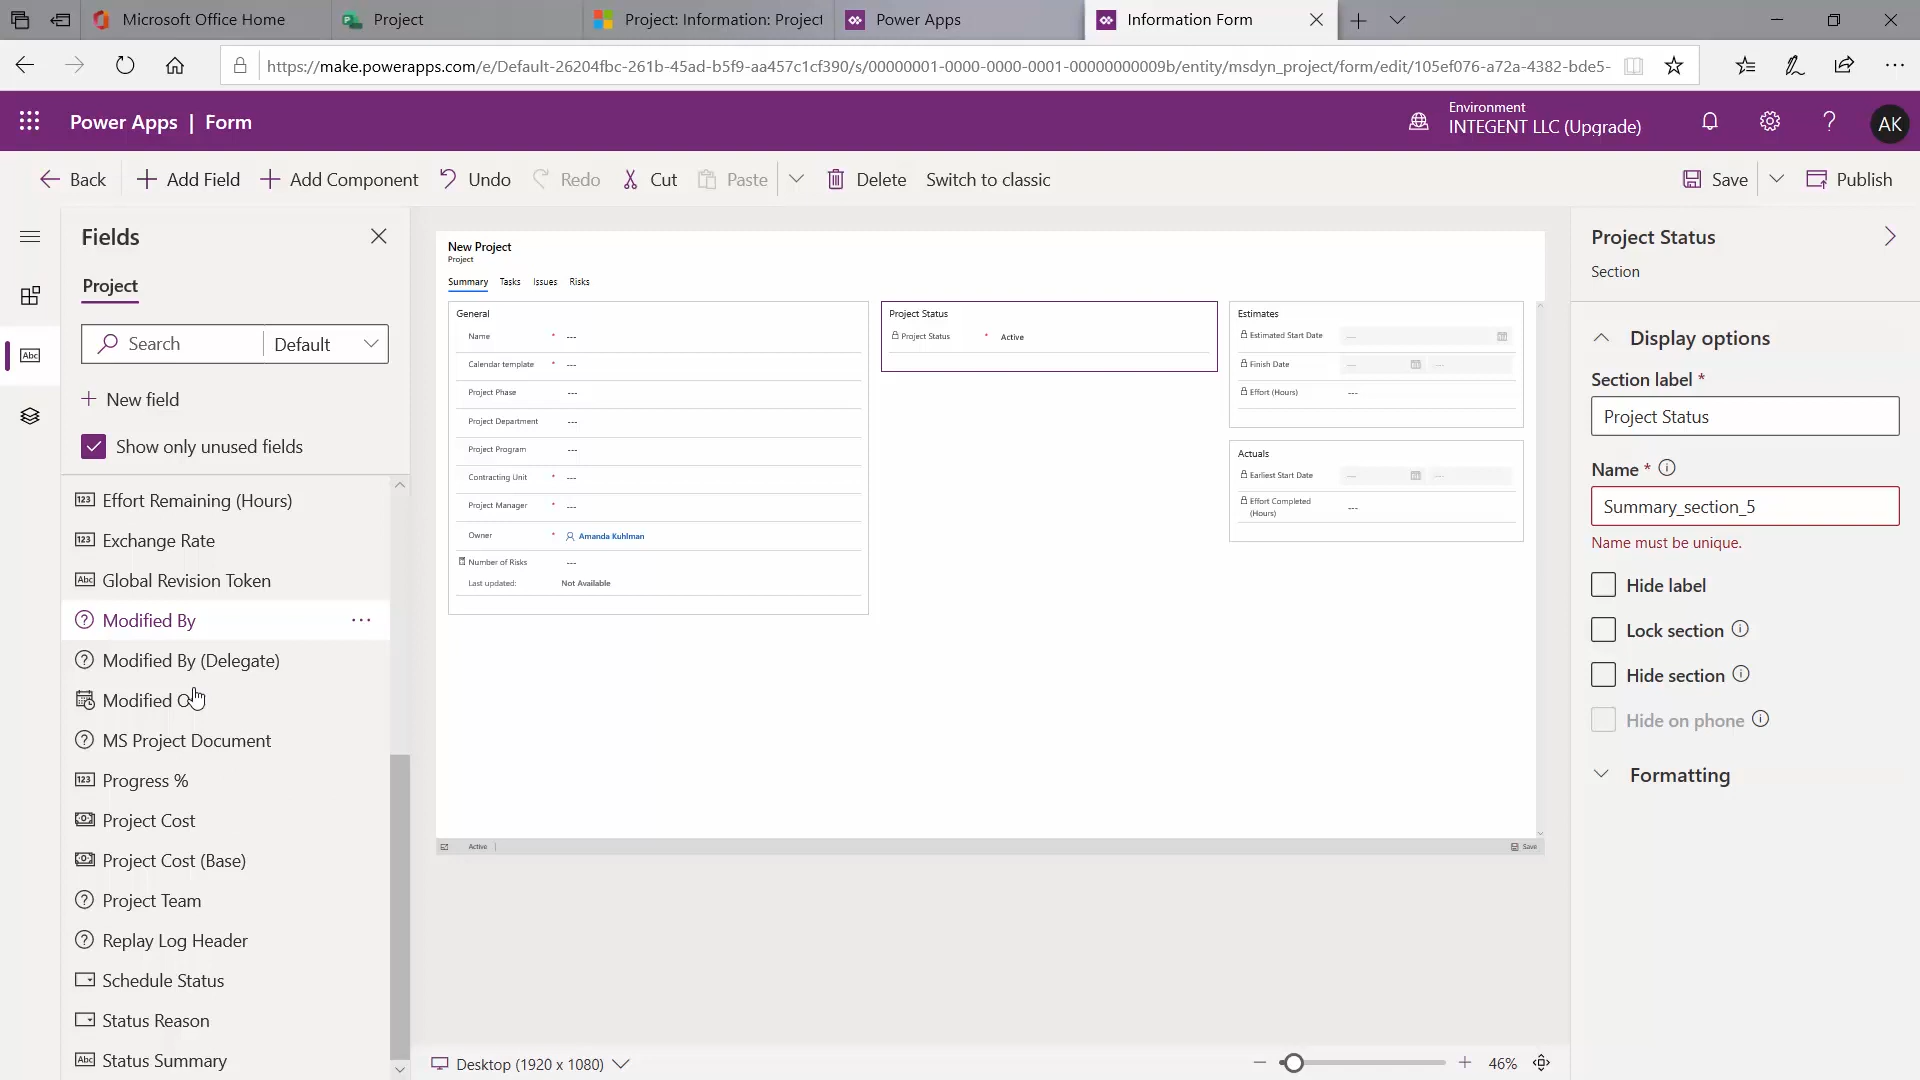 Microsoft Office Home
Project
Project: Information: Project
Power Apps
Information Form
https://make.powerapps.com/e/Default-26204fbc-261b-45ad-b5f9-aa457c1cf390/s/00000001-0000-0000-0001-00000000009b/entity/msdyn_project/form/edit/105ef076-a72a-4382-bde5-
Power Apps | Form
Environment
INTEGENT LLC (Upgrade)
AK
Back
Add Field
Add Component
Undo
Redo
Cut
Paste
Delete
Switch to classic
Save
Publish
Fields
Project
Search
Default
New field
Show only unused fields
Effort Remaining (Hours)
Exchange Rate
Global Revision Token
Modified By
Modified By (Delegate)
Modified O
MS Project Document
Progress %
Project Cost
Project Cost (Base)
Project Team
Replay Log Header
Schedule Status
Status Reason
Status Summary
New Project
Project
Summary Tasks Issues Risks
General
Name * ---
Calendar template * ---
Project Phase ---
Project Department ---
Project Program ---
Contracting Unit * ---
Project Manager * ---
Owner * Amanda Kuhlman
Number of Risks ---
Last updated: Not Available
Project Status
Project Status * Active
Estimates
Estimated Start Date ---
Finish Date --- ---
Effort (Hours) ---
Actuals
Earliest Start Date --- ---
Effort Completed
(Hours) ---
Active
Save
Desktop (1920 x 1080)
46%
Project Status
Section
Display options
Section label *
Project Status
Name *
Summary_section_5
Name must be unique.
Hide label
Lock section
Hide section
Hide on phone
Formatting